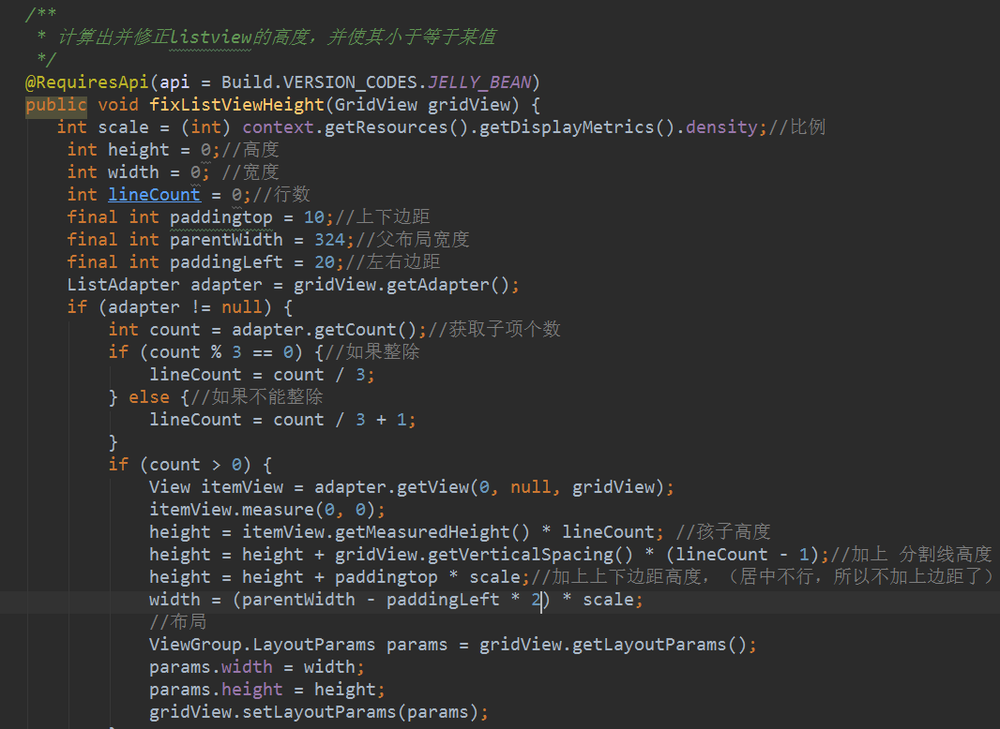 /**
 * 计算出并修正listview的高度，并使其小于等于某值
 */
@RequiresApi(api = Build.VERSION_CODES.JELLY_BEAN)
public void fixListViewHeight(GridView gridView) {
int scale = (int) context.getResources().getDisplayMetrics().density;//比例
int height = 0;//高度
int width = 0; //宽度
int lineCount = 0;//行数
final int paddingtop = 10;//上下边距
final int parentWidth = 324;//父布局宽度
final int paddingLeft = 20;//左右边距
ListAdapter adapter = gridView.getAdapter();
if (adapter != null) {
int count = adapter.getCount();//获取子项个数
if (count % 3 == 0) {//如果整除
lineCount = count / 3;
} else {//如果不能整除
lineCount = count / 3 + 1;
}
if (count > 0) {
View itemView = adapter.getView(0, null, gridView);
itemView.measure(0, 0);
height = itemView.getMeasuredHeight() * lineCount; //孩子高度
height = height + gridView.getVerticalSpacing() * (lineCount - 1);//加上 分割线高度
height = height + paddingtop * scale;//加上上下边距高度，（居中不行，所以不加上边距了）
width = (parentWidth - paddingLeft * 2) * scale;
//布局
ViewGroup.LayoutParams params = gridView.getLayoutParams();
params.width = width;
params.height = height;
gridView.setLayoutParams(params);